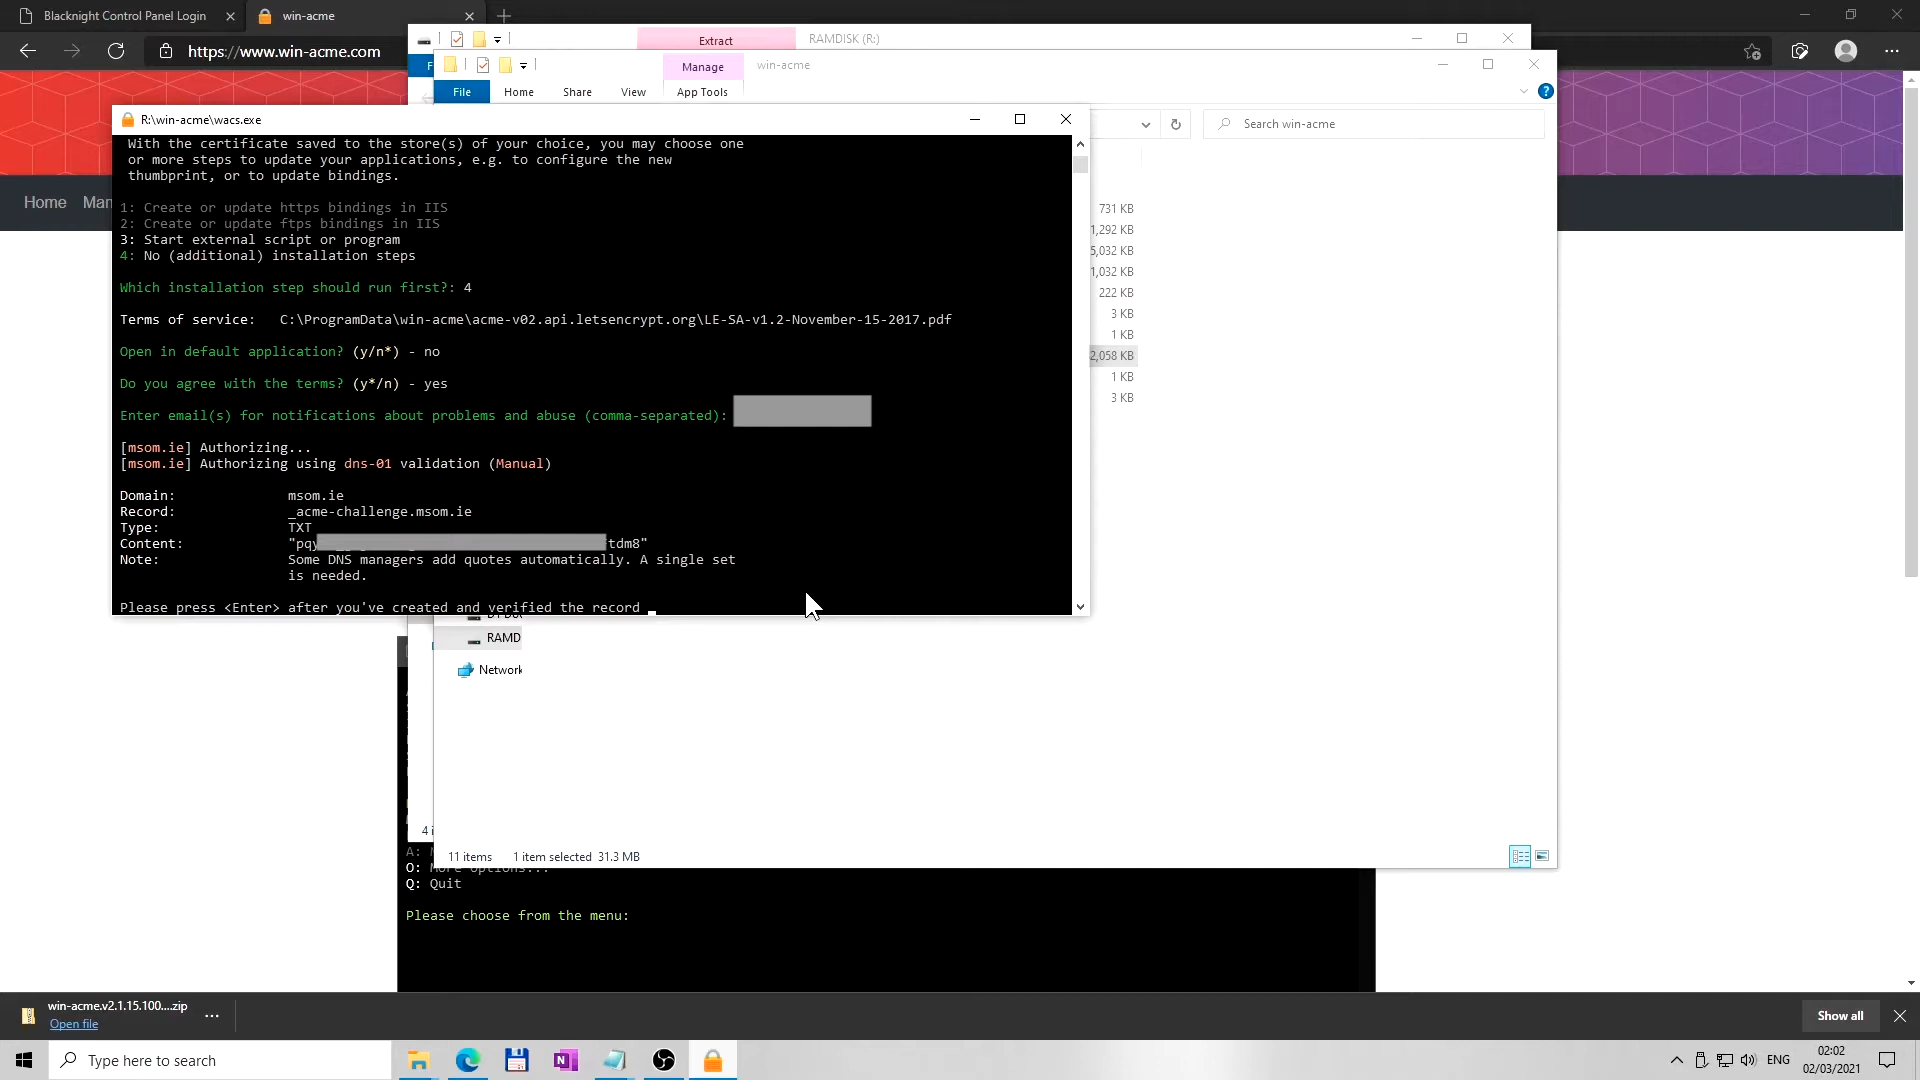 Blacknight Control Panel Login
win-acme
https://www.win-acme.com
Extract
RAMDISK (R:)
Manage
win-acme
File
Home
Share
View
App Tools
Search win-acme
Home
R:\win-acme\wacs.exe
With the certificate saved to the store(s) of your choice, you may choose one
or more steps to update your applications, e.g. to configure the new
thumbprint, or to update bindings.
1: Create or update https bindings in IIS
2: Create or update ftps bindings in IIS
3: Start external script or program
4: No (additional) installation steps
Which installation step should run first?: 4
Terms of service: C:\ProgramData\win-acme\acme-v02.api.letsencrypt.org\LE-SA-v1.2-November-15-2017.pdf
Open in default application? (y/n*) - no
Do you agree with the terms? (y*/n) - yes
Enter email(s) for notifications about problems and abuse (comma-separated):
[msom.ie] Authorizing...
[msom.ie] Authorizing using dns-01 validation (Manual)
Domain: msom.ie
Record: _acme-challenge.msom.ie
Type: TXT
Content: "pqy tdm8"
Note: Some DNS managers add quotes automatically. A single set
is needed.
Please press <Enter> after you've created and verified the record
731 KB
1,292 KB
5,032 KB
1,032 KB
222 KB
3 KB
1 KB
2,058 KB
1 KB
3 KB
RAMD
Network
4 i
11 items
1 item selected 31.3 MB
A:
O: More options...
Q: Quit
Please choose from the menu:
win-acme.v2.1.15.100....zip
Open file
Show all
Type here to search
ENG
02:02
02/03/2021